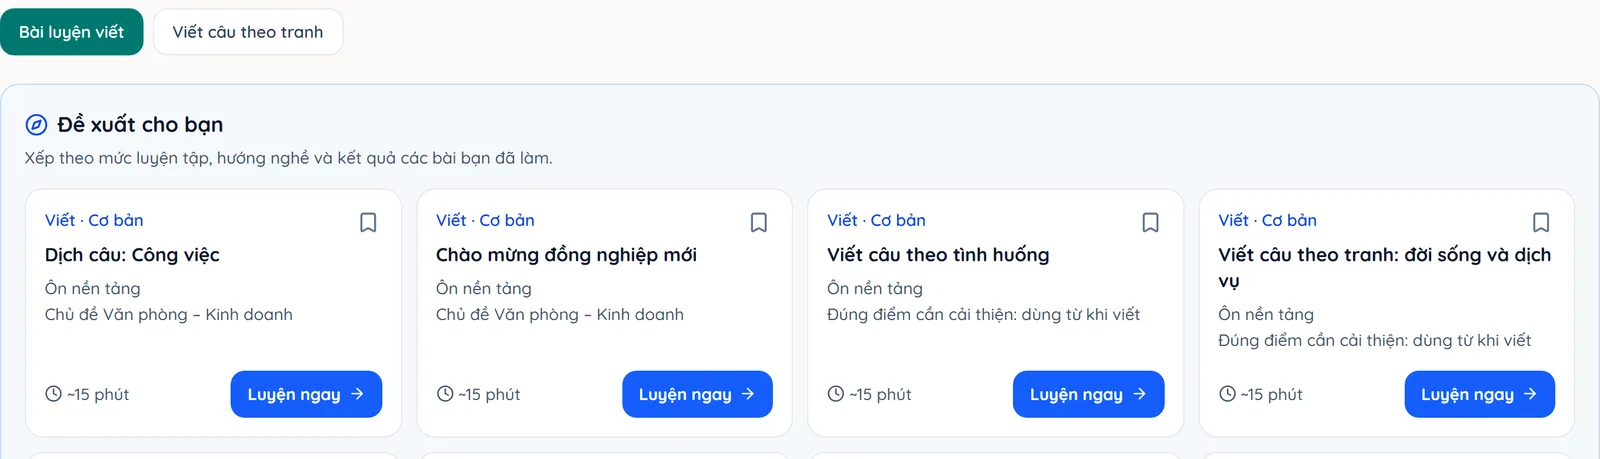 Bài luyện viết
Viết câu theo tranh
Đề xuất cho bạn
Xếp theo mức luyện tập, hướng nghề và kết quả các bài bạn đã làm.
Viết · Cơ bản
Dịch câu: Công việc
Ôn nền tảng
Chủ đề Văn phòng – Kinh doanh
~15 phút
Luyện ngay →
Viết · Cơ bản
Chào mừng đồng nghiệp mới
Ôn nền tảng
Chủ đề Văn phòng – Kinh doanh
~15 phút
Luyện ngay →
Viết · Cơ bản
Viết câu theo tình huống
Ôn nền tảng
Đúng điểm cần cải thiện: dùng từ khi viết
~15 phút
Luyện ngay →
Viết · Cơ bản
Viết câu theo tranh: đời sống và dịch
vụ
Ôn nền tảng
Đúng điểm cần cải thiện: dùng từ khi viết
~15 phút
Luyện ngay →